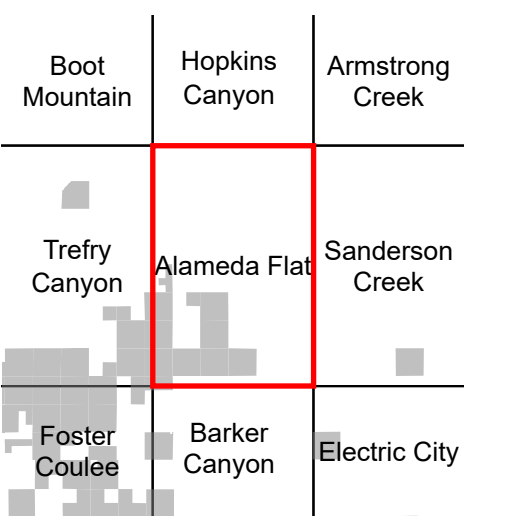 Boot
Mountain
Hopkins
Canyon
Armstrong
Creek
Trefry
Canyon
Alameda Flat
Sanderson
Creek
Foster
Coulee
Barker
Canyon
Electric City